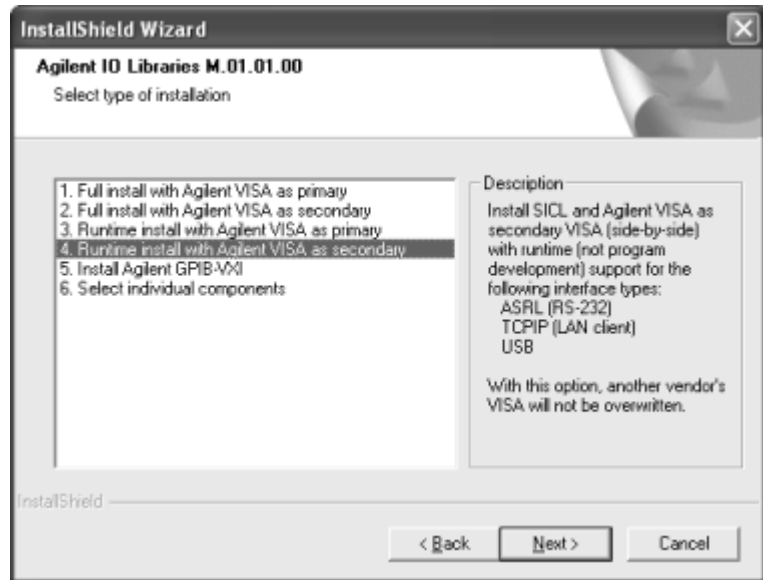 InstallShield Wizard
Agilent IO Libraries M.01.01.00
Select type of installation
1. Full install with Agilent VISA as primary
2. Full install with Agilent VISA as secondary
3. Runtime install with Agilent VISA as primary
4. Runtime install with Agilent VISA as secondary
5. Install Agilent GPIB-VXI
6. Select individual components
Description
Install SICL and Agilent VISA as
secondary VISA (side-by-side)
with runtime (not program
development) support for the
following interface types:
ASRL (RS-232)
TCPIP (LAN client)
USB
With this option, another vendor's
VISA will not be overwritten.
InstallShield
< Back
Next >
Cancel